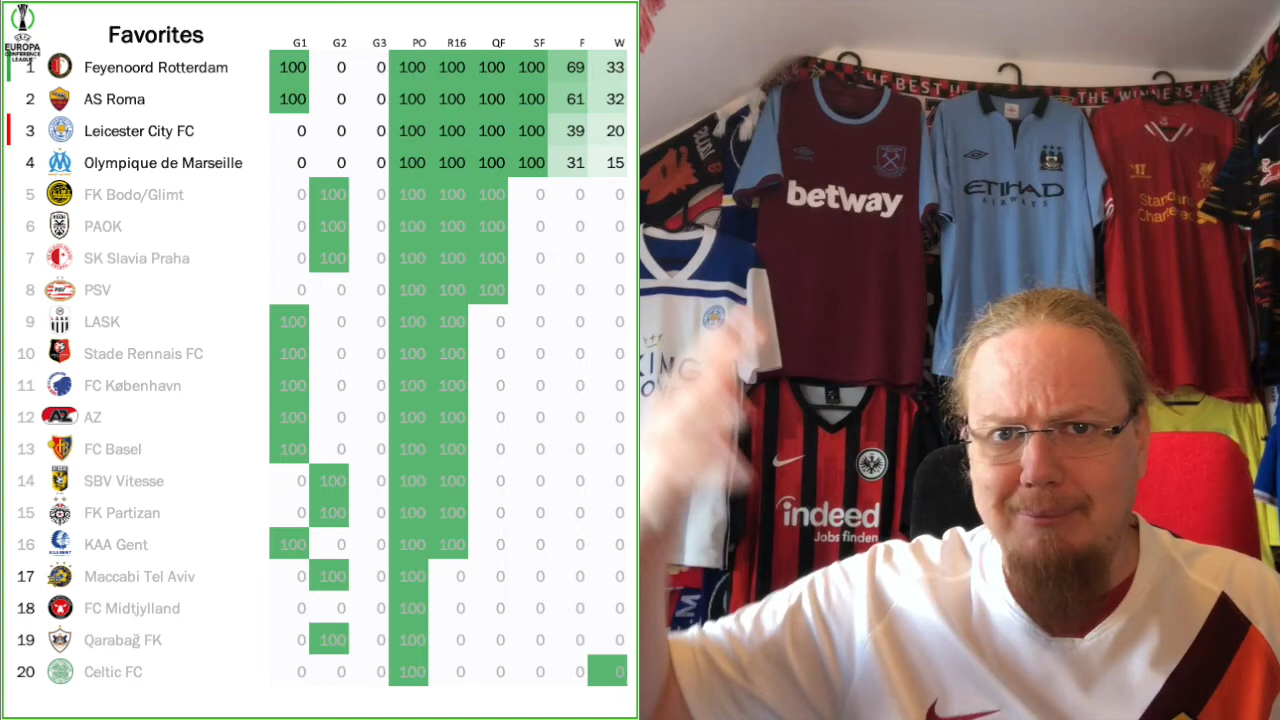 UEFA
EUROPA
CONFERENCE
LEAGUE
Favorites
G1 G2 G3 PO R16 QF SF F W
1 Feyenoord Rotterdam 100 0 0 100 100 100 100 69 33
2 AS Roma 100 0 0 100 100 100 100 61 32
3 Leicester City FC 0 0 0 100 100 100 100 39 20
4 Olympique de Marseille 0 0 0 100 100 100 100 31 15
5 FK Bodo/Glimt 0 100 0 100 100 100 0 0 0
6 PAOK 0 100 0 100 100 100 0 0 0
7 SK Slavia Praha 0 100 0 100 100 100 0 0 0
8 PSV 0 0 0 100 100 100 0 0 0
9 LASK 100 0 0 100 100 0 0 0 0
10 Stade Rennais FC 100 0 0 100 100 0 0 0 0
11 FC København 100 0 0 100 100 0 0 0 0
12 AZ 100 0 0 100 100 0 0 0 0
13 FC Basel 100 0 0 100 100 0 0 0 0
14 SBV Vitesse 0 100 0 100 100 0 0 0 0
15 FK Partizan 0 100 0 100 100 0 0 0 0
16 KAA Gent 100 0 0 100 100 0 0 0 0
17 Maccabi Tel Aviv 0 100 0 100 0 0 0 0 0
18 FC Midtjylland 0 0 0 100 0 0 0 0 0
19 Qarabağ FK 0 100 0 100 0 0 0 0 0
20 Celtic FC 0 0 0 100 0 0 0 0 0
THE BEST !!
THE WINNERS !!
betway
ETIHAD
AIRWAYS
Standard
Chartered
KING
indeed
Jobs finden